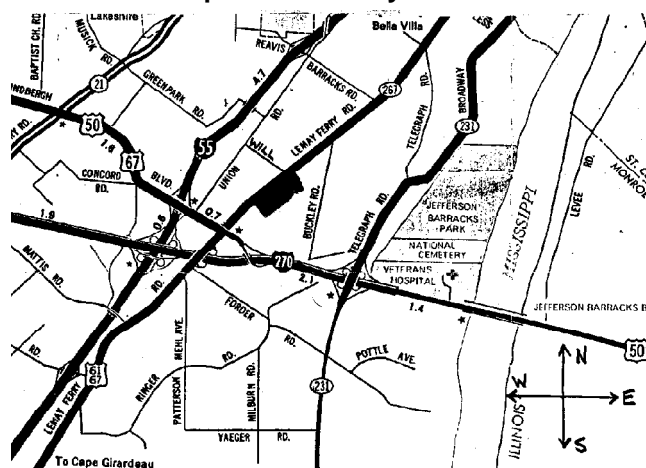 Lakeshire
Bella Villa
BAPTIST CH. RD.
MUSICK RD.
REAVIS
BARRACKS RD.
GREENPARK RD.
4.7
21
267
LEMAY FERRY RD.
TELEGRAPH RD.
BROADWAY
231
50
1.8
67
55
UNION RD.
WILL
CONCORD RD.
BLVD.
0.7
0.8
BUCKLEY RD.
TELEGRAPH RD.
JEFFERSON
BARRACKS
PARK
NATIONAL
CEMETERY
VETERANS
HOSPITAL
MISSISSIPPI
LEVEE RD.
MONROE
1.9
MATTIS RD.
RD.
270
2.1
1.4
FORDER RD.
JEFFERSON BARRACKS B
50
POTTLE AVE.
61
67
LEMAY FERRY
RINGER RD.
PATTERSON
MEHL AVE.
MILBURN RD.
231
YAEGER RD.
ILLINOIS
N
W
E
S
To Cape Girardeau